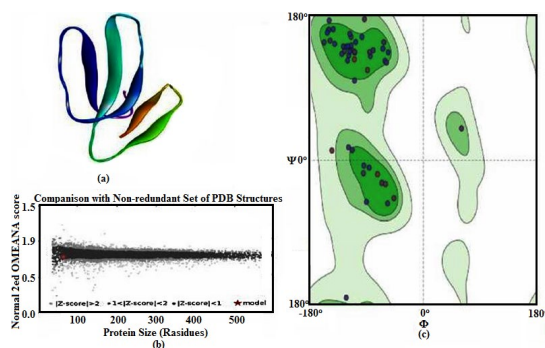 (a)
Comparison with Non-redundant Set of PDB Structures
Normal 2ed OMEANA score
1.5
1.9
0.5
0.0
|Z-score|>2 1<|Z-score|<2 |Z-score|<1 model
100 200 300 400 500
Protein Size (Rasidues)
(b)
180°
Ψ0°
180°
-180 0° 180
Φ
(c)